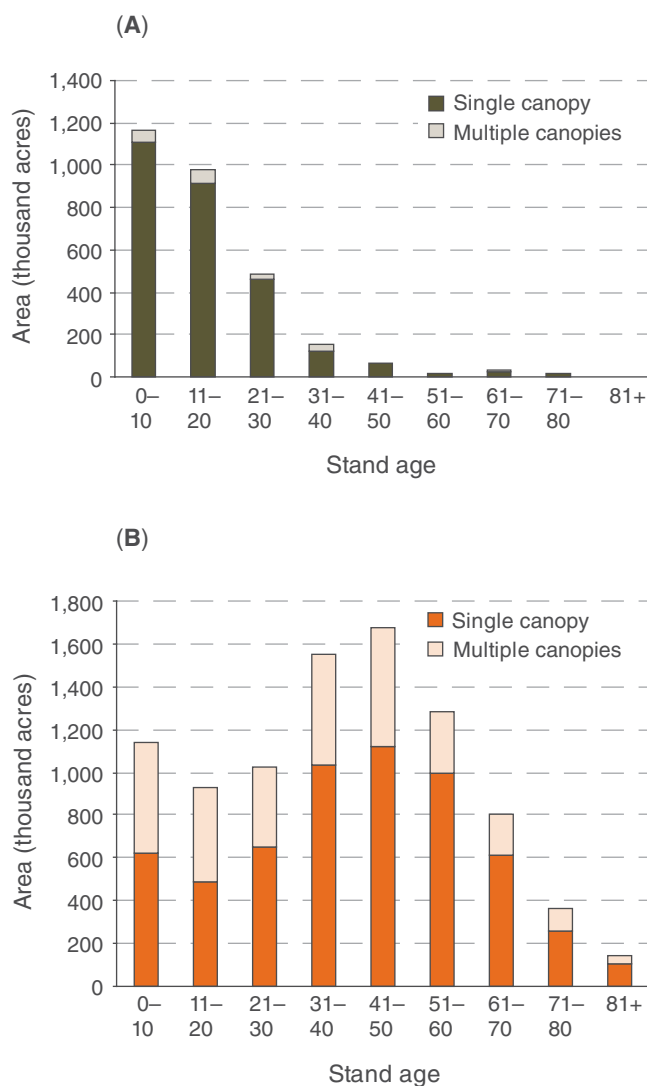 (A)
1,400
1,200
1,000
800
600
400
200
0
Area (thousand acres)
Single canopy
Multiple canopies
0– 11– 21– 31– 41– 51– 61– 71– 81+
10 20 30 40 50 60 70 80
Stand age
(B)
1,800
1,600
1,400
1,200
1,000
800
600
400
200
0
Area (thousand acres)
Single canopy
Multiple canopies
0– 11– 21– 31– 41– 51– 61– 71– 81+
10 20 30 40 50 60 70 80
Stand age